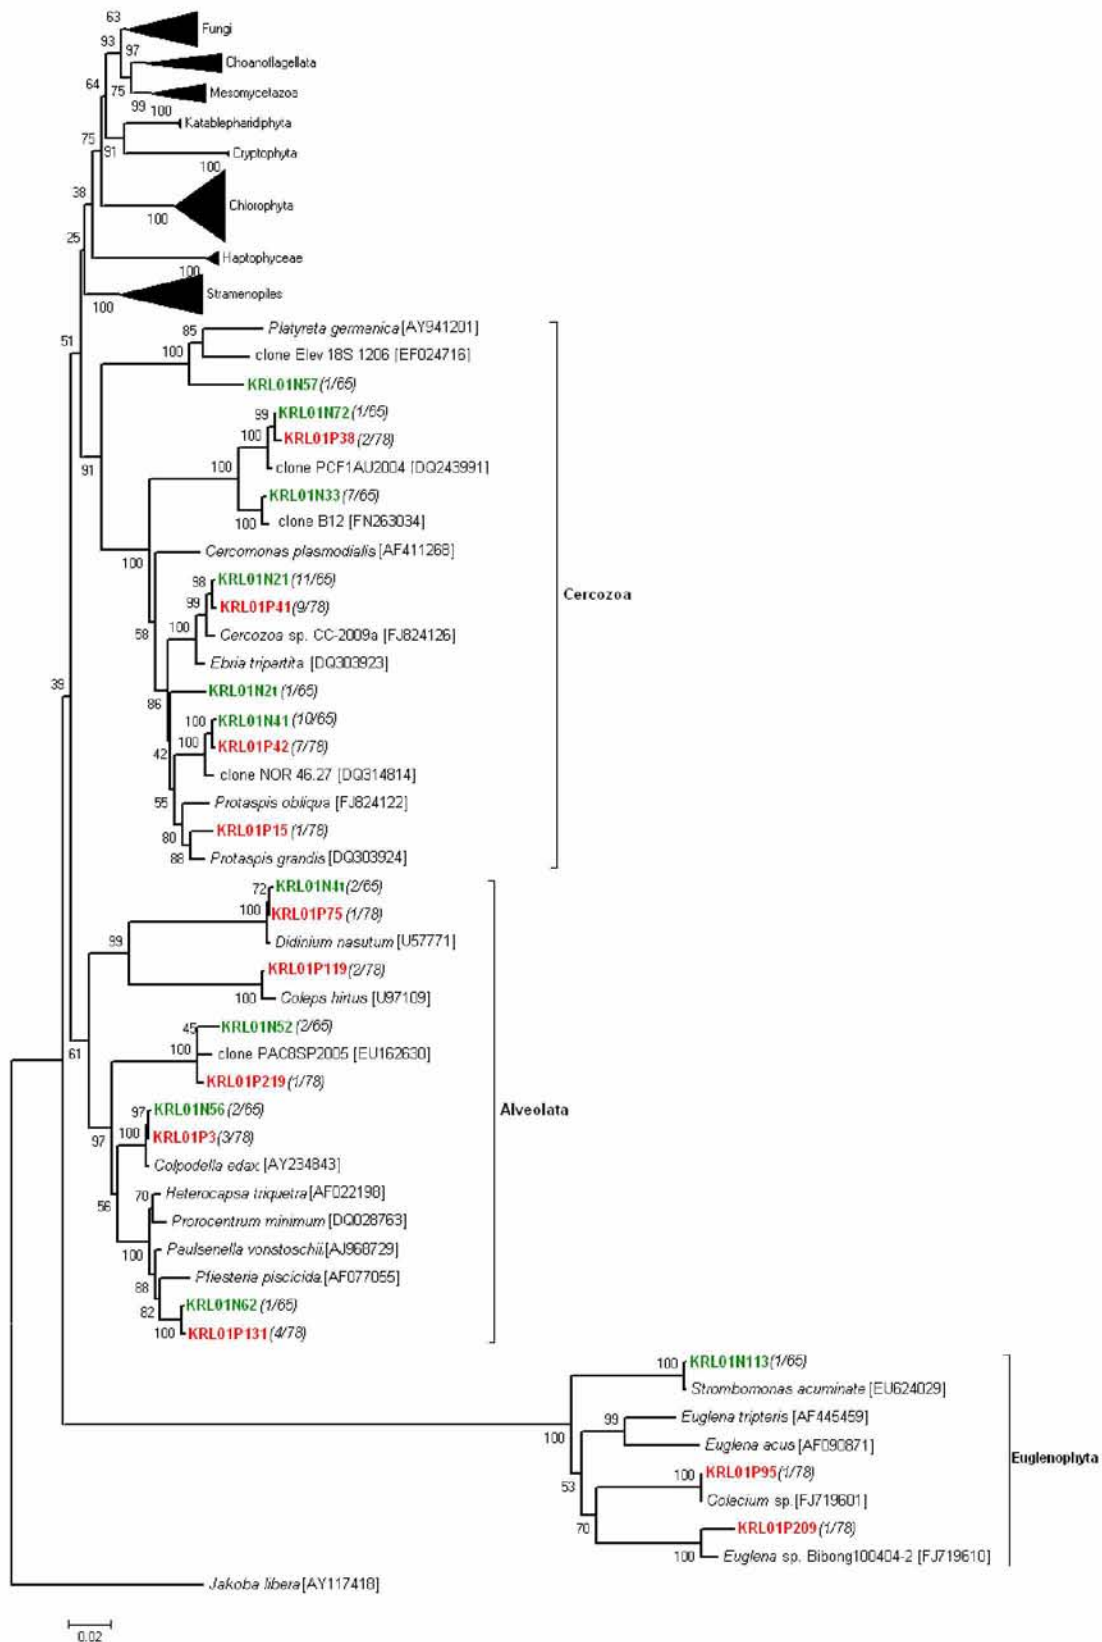 63
Fungi
93
97
Choanoflagellata
64
75
Mesomycetazoa
99 100
Katablepharidiphyta
75
91
Cryptophyta
100
38
Chlorophyta
100
25
Haptophyceae
100
Stramenopiles
100
85
Platyreta germanica [AY941201]
51
100
clone Elev 18S 1206 [EF024716]
KRL01N57 (1/65)
99
KRL01N72 (1/65)
100
KRL01P38 (2/78)
100
clone PCF1AU2004 [DQ243991]
91
KRL01N33 (7/65)
100
clone B12 [FN263034]
Cercomonas plasmodialis [AF411268]
100
98
KRL01N21 (11/65)
Cercozoa
99
KRL01P41 (9/78)
58
100
Cercozoa sp. CC-2009a [FJ824126]
Ebria tripartita [DQ303923]
39
86
KRL01N2t (1/65)
100
KRL01N41 (10/65)
42
100
KRL01P42 (7/78)
clone NOR 46.27 [DQ314814]
55
Protaspis obliqua [FJ824122]
80
KRL01P15 (1/78)
88
Protaspis grandis [DQ303924]
72
KRL01N4t (2/65)
100
KRL01P75 (1/78)
99
Didinium nasutum [U57771]
KRL01P119 (2/78)
100
Coleps hirtus [U97109]
45
KRL01N52 (2/65)
61
100
clone PAC8SP2005 [EU162630]
KRL01P219 (1/78)
97
KRL01N56 (2/65)
Alveolata
97
100
KRL01P3 (3/78)
Colpodella edax [AY234843]
56
70
Heterocapsa triquetra [AF022198]
Prorocentrum minimum [DQ028763]
100
Paulsenella vonstoschii [AJ968729]
88
Pfiesteria piscicida [AF077055]
82
KRL01N62 (1/65)
100
KRL01P131 (4/78)
100
KRL01N113 (1/65)
Strombomonas acuminate [EU624029]
99
Euglena tripteris [AF445459]
100
Euglena acus [AF090871]
Euglenophyta
53
100
KRL01P95 (1/78)
Colacium sp. [FJ719601]
70
KRL01P209 (1/78)
100
Euglena sp. Bibong100404-2 [FJ719610]
Jakoba libera [AY117418]
0.02